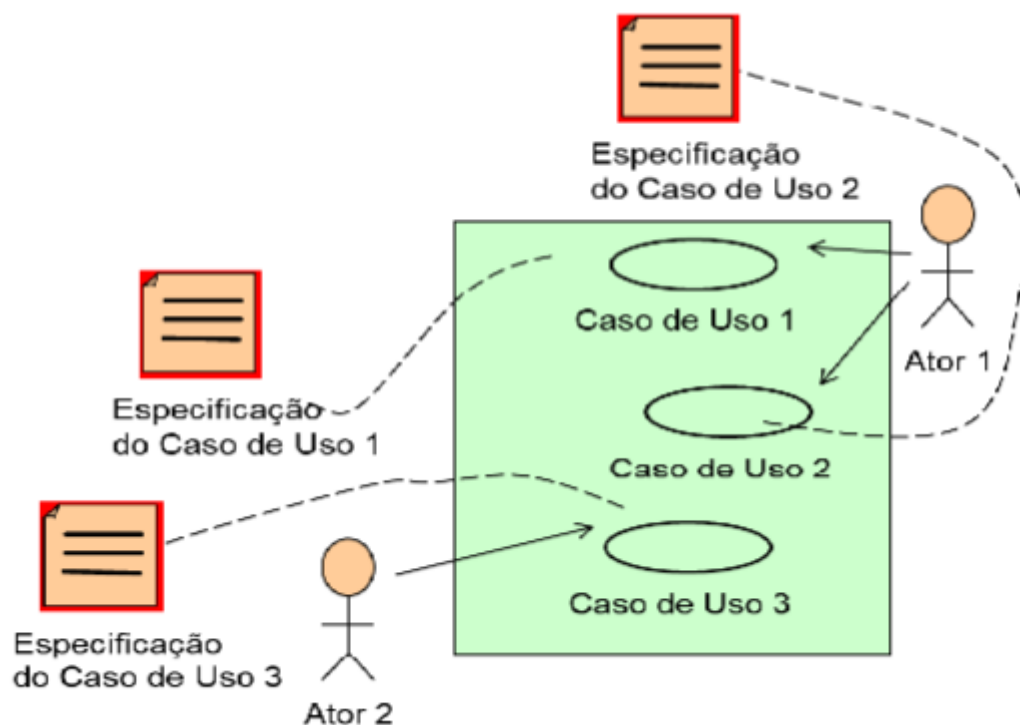 Especificação
do Caso de Uso 2
Caso de Uso 1
Ator 1
Especificação
do Caso de Uso 1
Caso de Uso 2
Caso de Uso 3
Especificação
do Caso de Uso 3
Ator 2